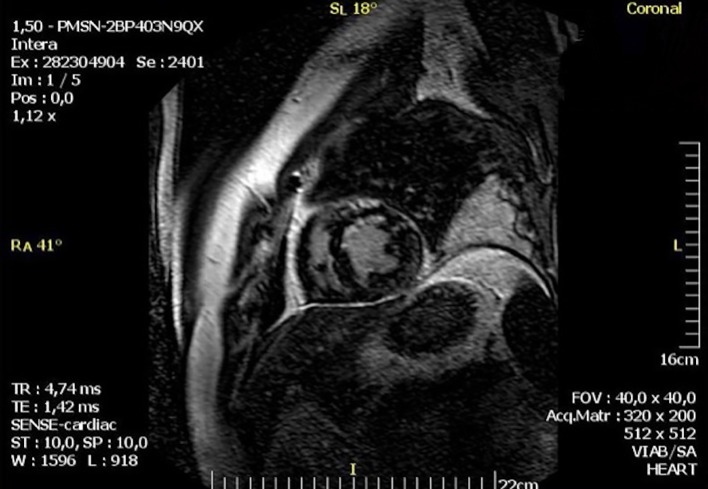 SL 18°
Coronal
1,50 - PMSN-2BP403N9QX
Intera
Ex : 282304904 Se : 2401
Im : 1 / 5
Pos : 0,0
1,12 x
RA 41°
L
16cm
TR : 4,74 ms
TE : 1,42 ms
SENSE-cardiac
ST : 10,0, SP : 10,0
W : 1596 L : 918
FOV : 40,0 x 40,0
Acq.Matr : 320 x 200
512 x 512
VIAB/SA
HEART
I
22cm